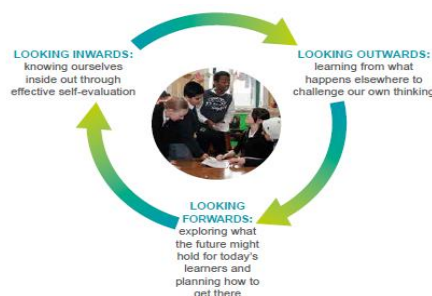 LOOKING INWARDS:
knowing ourselves
inside out through
effective self-evaluation
LOOKING OUTWARDS:
learning from what
happens elsewhere to
challenge our own thinking
LOOKING
FORWARDS:
exploring what
the future might
hold for today's
learners and
planning how to
get there